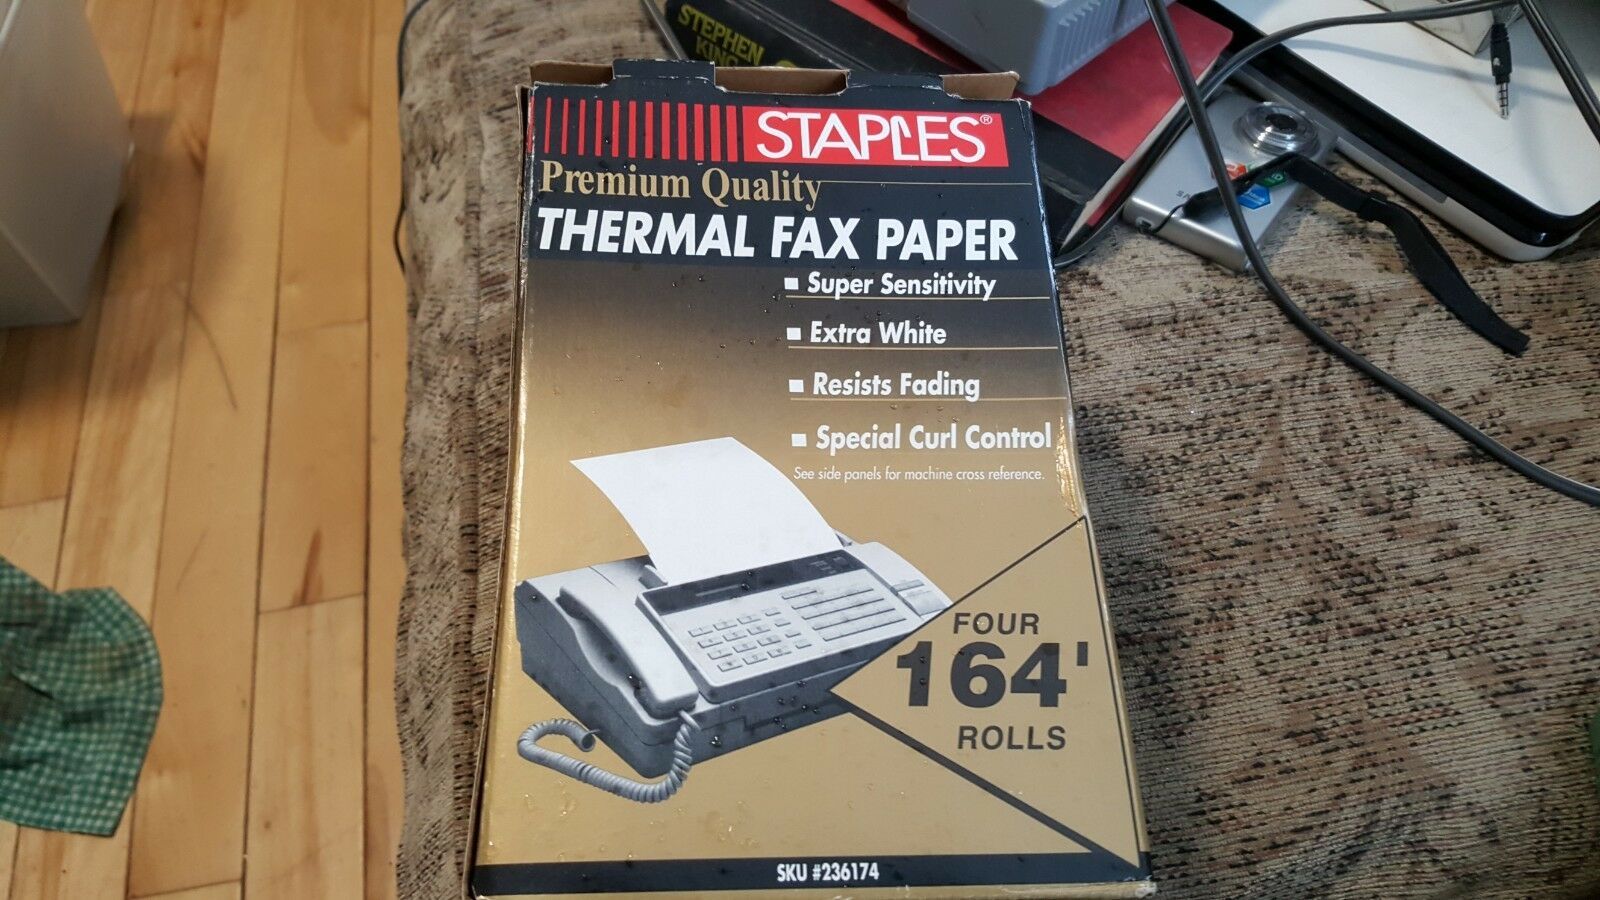 STEPHEN
KING
STAPLES®
Premium Quality
THERMAL FAX PAPER
■ Super Sensitivity
■ Extra White
■ Resists Fading
■ Special Curl Control
See side panels for machine cross reference.
FOUR
164'
ROLLS
SKU #236174